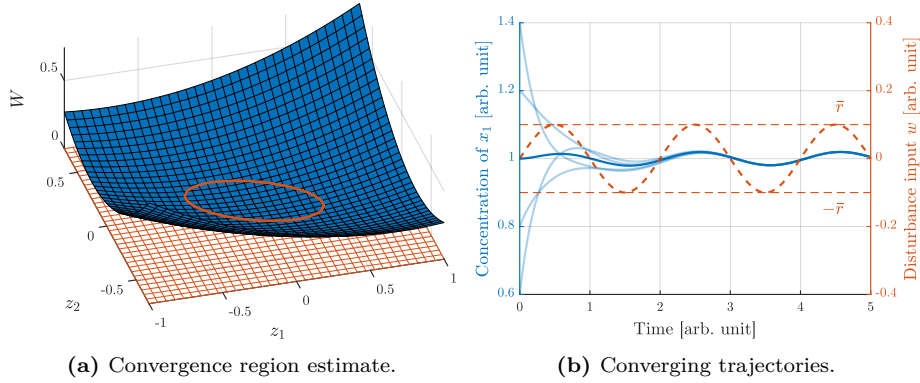 W
0.5
0
0.5
0
-0.5
z₂
-1
-0.5
0
0.5
1
z₁
(a) Convergence region estimate.
Concentration of x₁ [arb. unit]
1.4
1.2
1
0.8
0.6
0
1
2
3
4
5
Time [arb. unit]
r̄
−r̄
0.4
0.2
0
-0.2
-0.4
Disturbance input w [arb. unit]
(b) Converging trajectories.